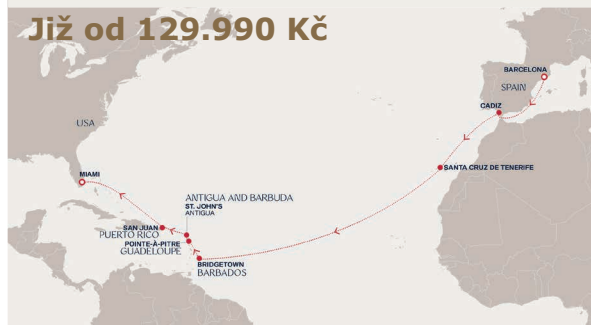 Již od 129.990 Kč
BARCELONA
SPAIN
CADIZ
USA
SANTA CRUZ DE TENERIFE
MIAMI
ANTIGUA AND BARBUDA
ST. JOHN'S
ANTIGUA
SAN JUAN
PUERTO RICO
POINTE-À-PITRE
GUADELOUPE
BRIDGETOWN
BARBADOS